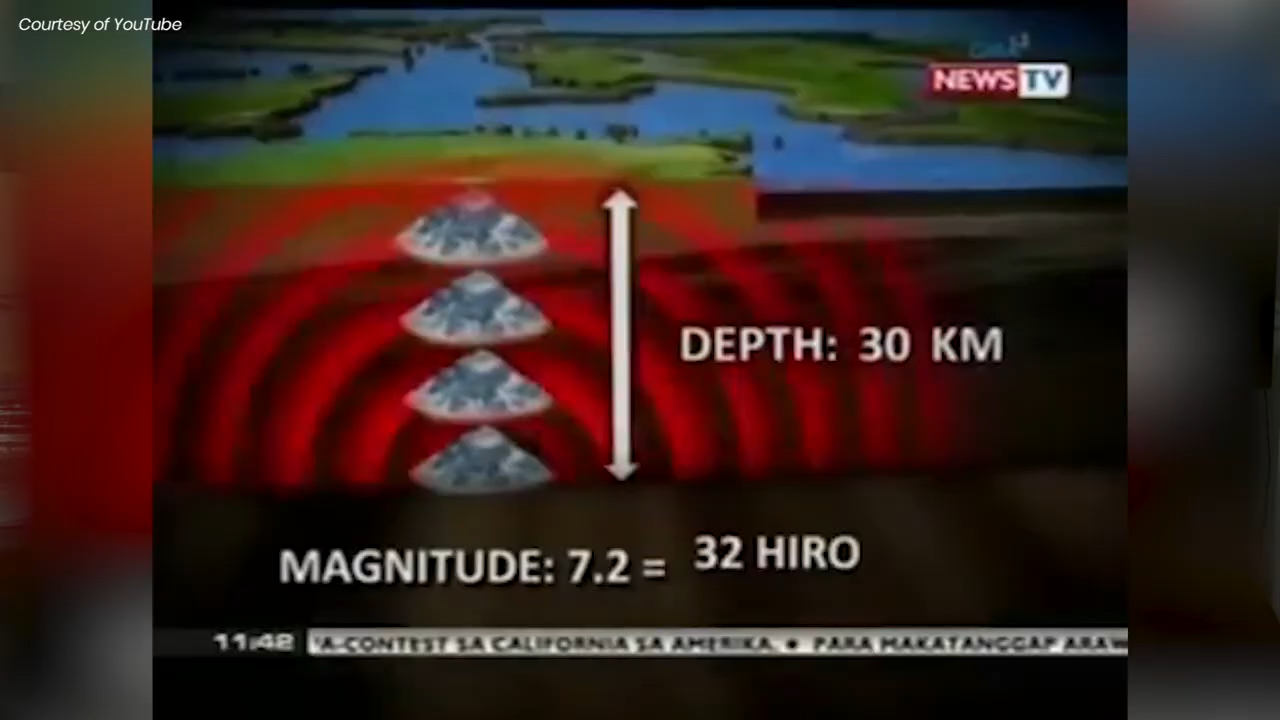 Courtesy of YouTube
NEWS TV
DEPTH: 30 KM
MAGNITUDE: 7.2 = 32 HIRO
11:42 'A-CONTEST SA CALIFORNIA SA AMERIKA. • PARA MAKATANGGAP ARAW